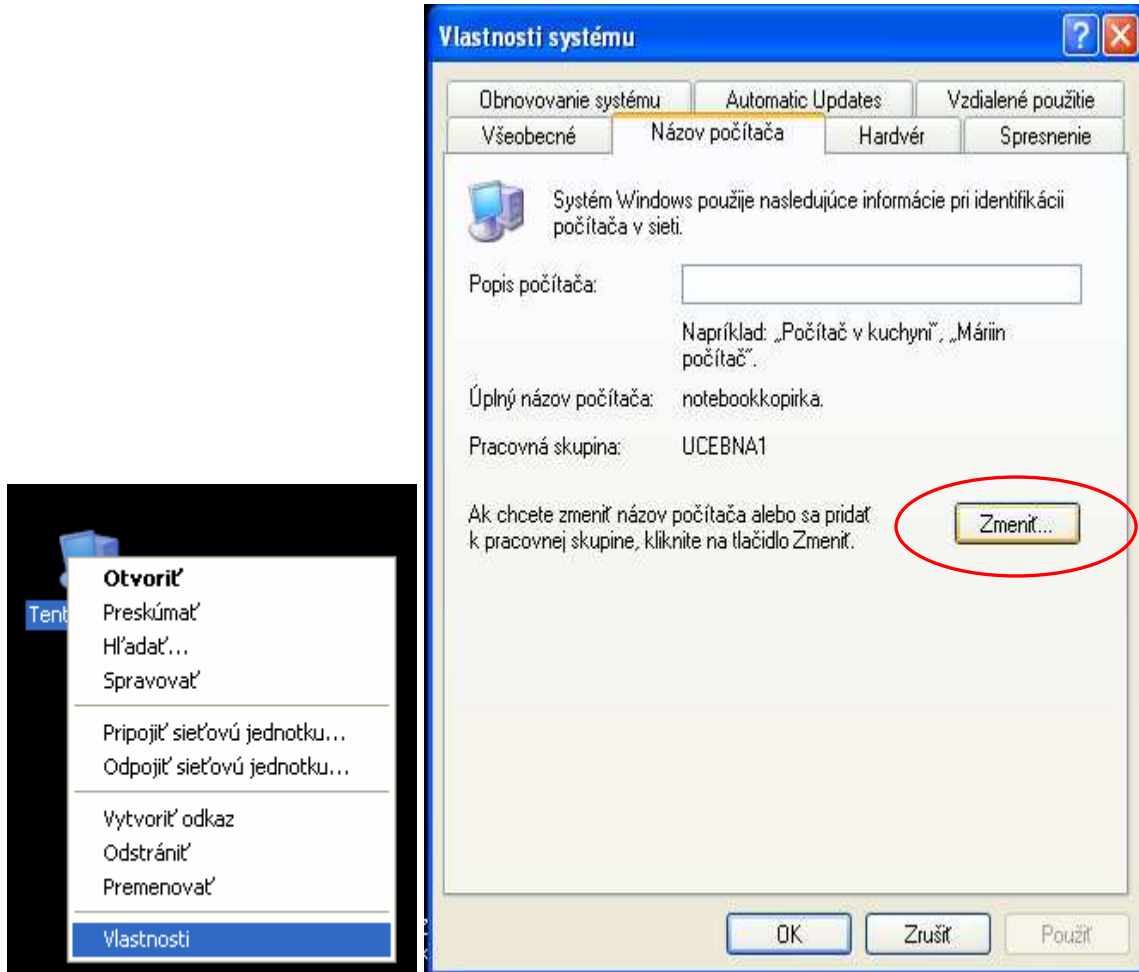 Tent
Otvoriť
Preskúmať
Hľadať...
Spravovať
Pripojiť sieťovú jednotku...
Odpojiť sieťovú jednotku...
Vytvoriť odkaz
Odstrániť
Premenovať
Vlastnosti
Vlastnosti systému
Obnovovanie systému Automatic Updates Vzdialené použitie
Všeobecné Názov počítača Hardvér Spresnenie
Systém Windows použije nasledujúce informácie pri identifikácii
počítača v sieti.
Popis počítača:
Napríklad: „Počítač v kuchyni˝, „Máriin
počítač˝.
Úplný názov počítača: notebookkopirka.
Pracovná skupina: UCEBNA1
Ak chcete zmeniť názov počítača alebo sa pridať
k pracovnej skupine, kliknite na tlačidlo Zmeniť.
Zmeniť...
OK Zrušiť Použiť